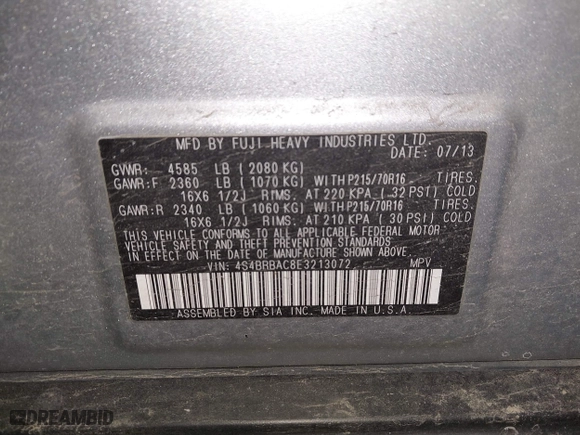 MFD BY FUJI HEAVY INDUSTRIES LTD.
DATE: 07/13
GVWR: 4585 LB (2080 KG)
GAWR:F 2360 LB (1070 KG) WITH P215/70R16 TIRES.
16X6 1/2J RIMS. AT 220 KPA (32 PSI) COLD
GAWR:R 2340 LB (1060 KG) WITH P215/70R16 TIRES.
16X6 1/2J RIMS. AT 210 KPA (30 PSI) COLD
THIS VEHICLE CONFORMS TO ALL APPLICABLE FEDERAL MOTOR
VEHICLE SAFETY AND THEFT PREVENTION STANDARDS
IN EFFECT ON THE DATE OF MANUFACTURE SHOWN ABOVE.
VIN: 4S4BRBAC8E3213072 MPV
ASSEMBLED BY SIA INC. MADE IN U.S.A.
DREAMBID